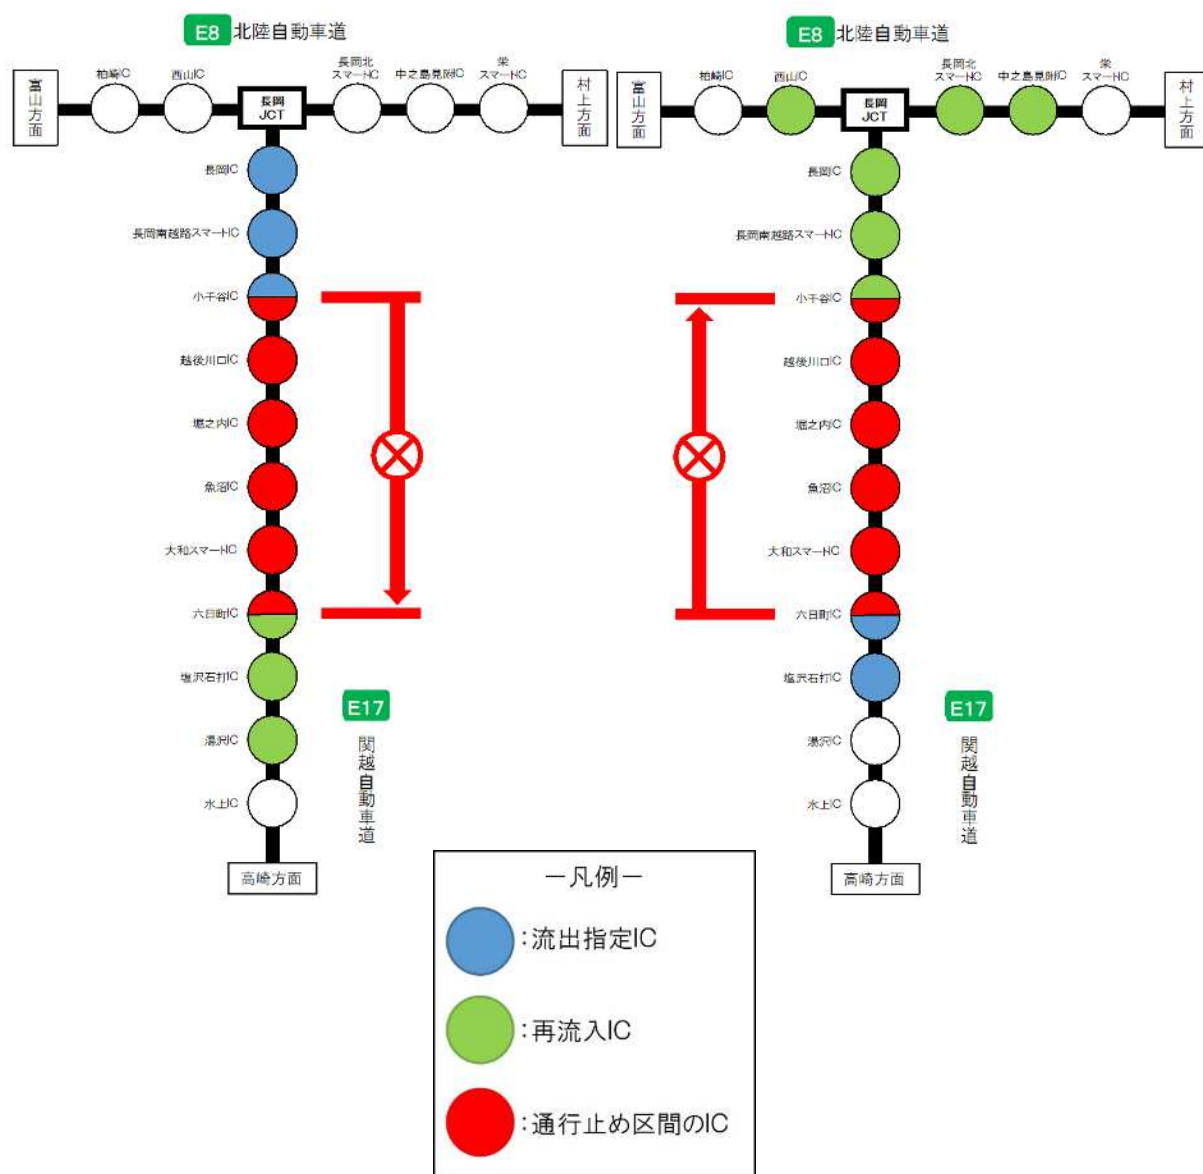 E8 北陸自動車道
富山方面
柏崎IC
西山IC
長岡
JCT
長岡北
スマートIC
中之島見附IC
栄
スマートIC
村上方面
長岡IC
長岡南越路スマートIC
小千谷IC
越後川口IC
堀之内IC
魚沼IC
大和スマートIC
六日町IC
塩沢石打IC
湯沢IC
水上IC
E17
関越自動車道
高崎方面
E8 北陸自動車道
富山方面
柏崎IC
西山IC
長岡
JCT
長岡北
スマートIC
中之島見附IC
栄
スマートIC
村上方面
長岡IC
長岡南越路スマートIC
小千谷IC
越後川口IC
堀之内IC
魚沼IC
大和スマートIC
六日町IC
塩沢石打IC
湯沢IC
水上IC
E17
関越自動車道
高崎方面
－凡例－
:流出指定IC
:再流入IC
:通行止め区間のIC